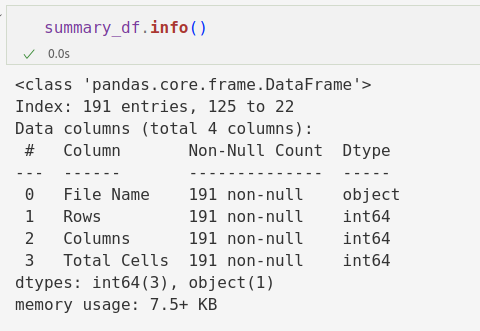 summary_df.info()
0.0s
<class 'pandas.core.frame.DataFrame'>
Index: 191 entries, 125 to 22
Data columns (total 4 columns):
 #   Column       Non-Null Count  Dtype
---  ------       --------------  -----
 0   File Name    191 non-null    object
 1   Rows         191 non-null    int64
 2   Columns      191 non-null    int64
 3   Total Cells  191 non-null    int64
dtypes: int64(3), object(1)
memory usage: 7.5+ KB